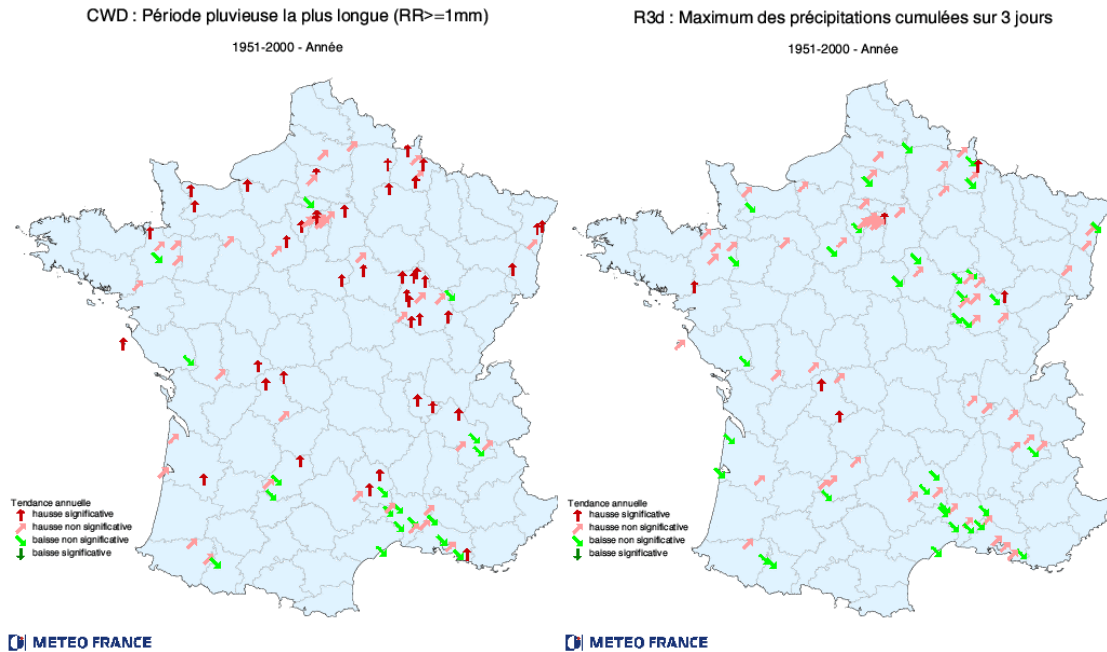 CWD : Période pluvieuse la plus longue (RR>=1mm)
1951-2000 - Année
Tendance annuelle
hausse significative
hausse non significative
baisse non significative
baisse significative
METEO FRANCE
R3d : Maximum des précipitations cumulées sur 3 jours
1951-2000 - Année
Tendance annuelle
hausse significative
hausse non significative
baisse non significative
baisse significative
METEO FRANCE